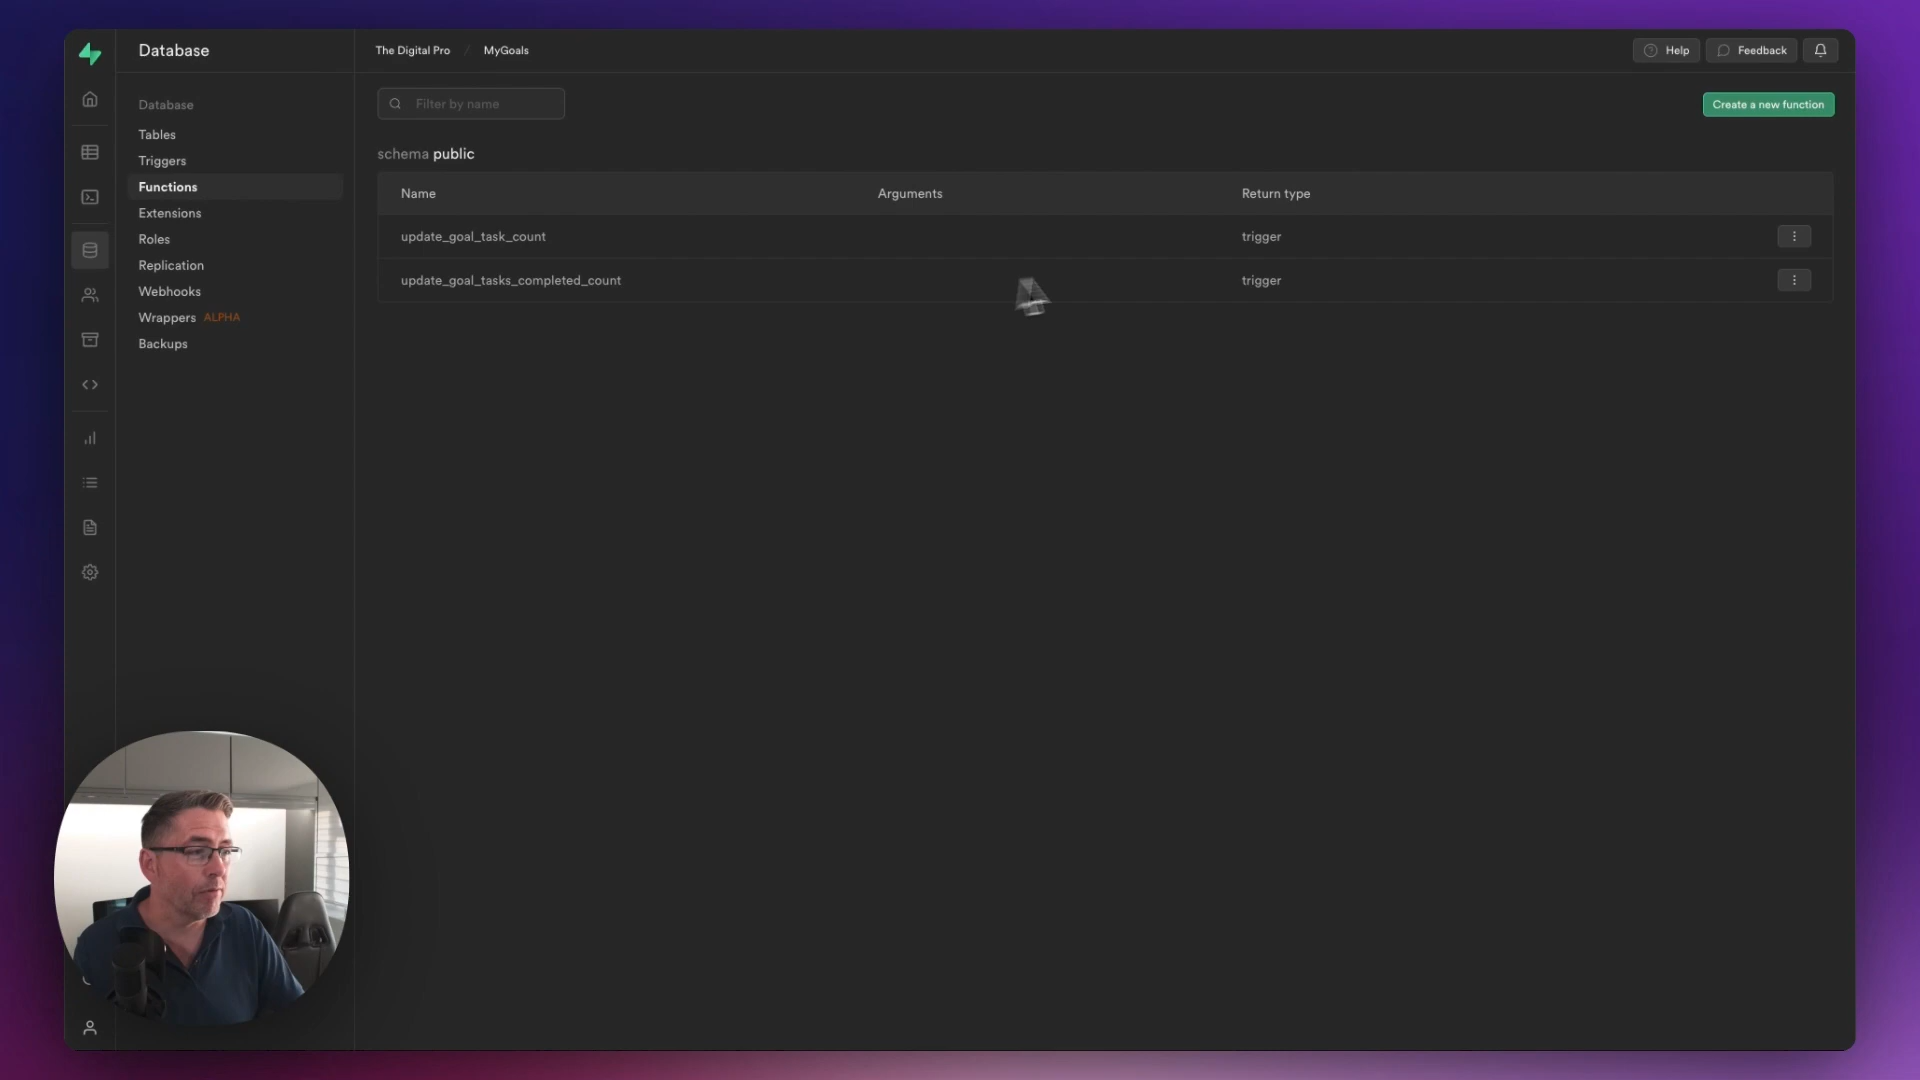 Database
The Digital Pro / MyGoals
Help
Feedback
Database
Tables
Triggers
Functions
Extensions
Roles
Replication
Webhooks
Wrappers ALPHA
Backups
Filter by name
Create a new function
schema public
Name Arguments Return type
update_goal_task_count trigger
update_goal_tasks_completed_count trigger